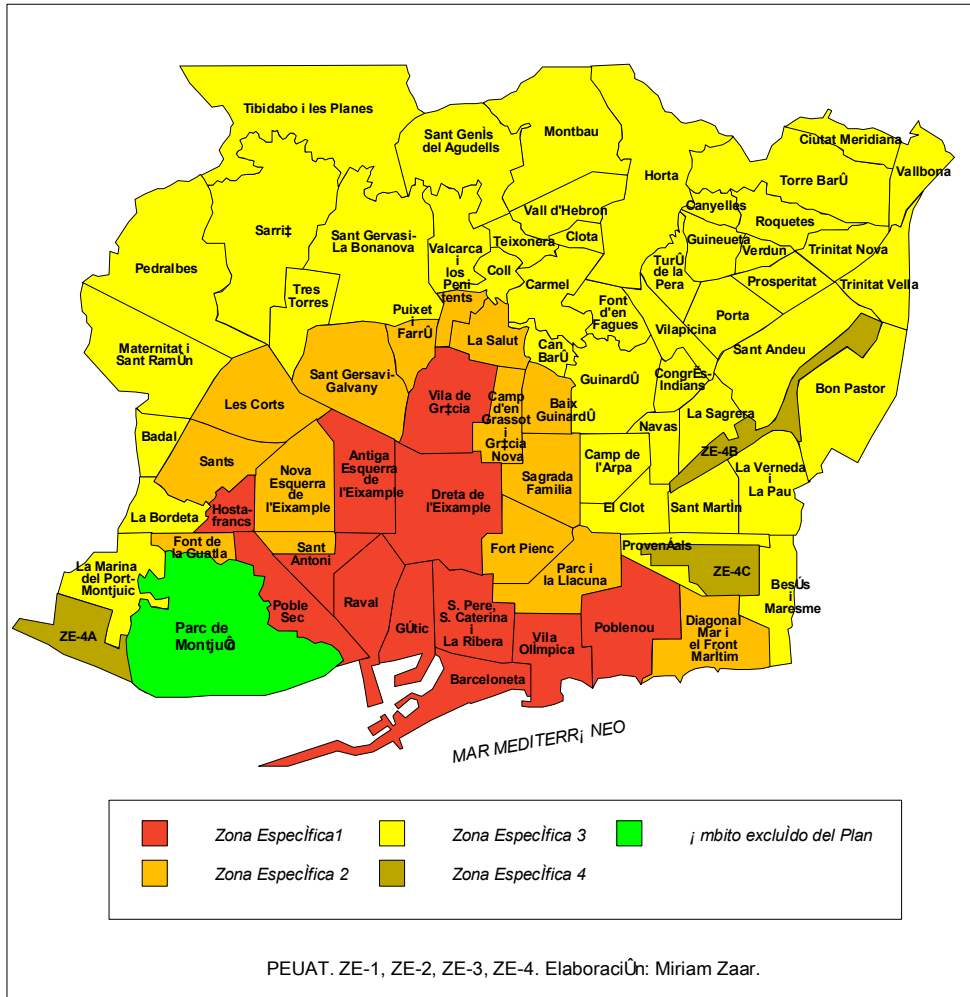 Tibidabo i les Planes
Sant GenÌs
del Agudells
Montbau
Ciutat Meridiana
Vallbona
Horta
Torre BarÛ
Canyelles
Roquetes
Sarri‡
Sant Gervasi-
La Bonanova
Vall d'Hebron
Teixonera
Clota
Valcarca
i
los
Peni
tents
Guineueta
Verdun
Trinitat Nova
Pedralbes
Coll
Carmel
TurÛ
de la
Pera
Prosperitat
Trinitat Vella
Tres
Torres
Puixet
i
FarrÛ
Font
d'en
Fagues
Vilapicina
Porta
Maternitat i
Sant RamÛn
La Salut
Can
BarÛ
Sant Andeu
Sant Gersavi-
Galvany
GuinardÛ
CongrËs-
Indians
Bon Pastor
Vila de
Gr‡cia
Camp
d'en
Grassot
i
Gr‡cia
Nova
Baix
GuinardÛ
Les Corts
La Sagrera
Badal
Navas
ZE-4B
Sants
Nova
Esquerra
de
l'Eixample
Antiga
Esquerra
de
l'Eixample
Dreta de
l'Eixample
Sagrada
Familia
Camp de
l'Arpa
La Verneda
i
La Pau
Hosta-
francs
El Clot
Sant MartÌn
La Bordeta
Font de
la Guatla
Sant
Antoni
Fort Pienc
ProvenÁals
La Marina
del Port-
Montjuic
Parc i
la Llacuna
ZE-4C
BesÚs
i
Maresme
Poble
Sec
Raval
GÚtic
S. Pere,
S. Caterina
i
La Ribera
Poblenou
ZE-4A
Parc de
MontjuÔc
Vila
OlÌmpica
Diagonal
Mar i
el Front
MarÌtim
Barceloneta
MAR MEDITERR¡ NEO
Zona EspecÌfica1
Zona EspecÌfica 3
¡ mbito excluÌdo del Plan
Zona EspecÌfica 2
Zona EspecÌfica 4
PEUAT. ZE-1, ZE-2, ZE-3, ZE-4. ElaboraciÛn: Miriam Zaar.